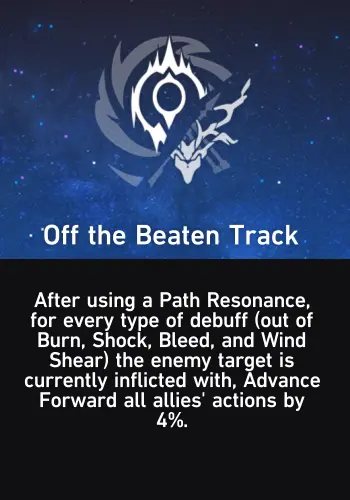 Off the Beaten Track
After using a Path Resonance,
for every type of debuff (out of
Burn, Shock, Bleed, and Wind
Shear) the enemy target is
currently inflicted with, Advance
Forward all allies' actions by
4%.